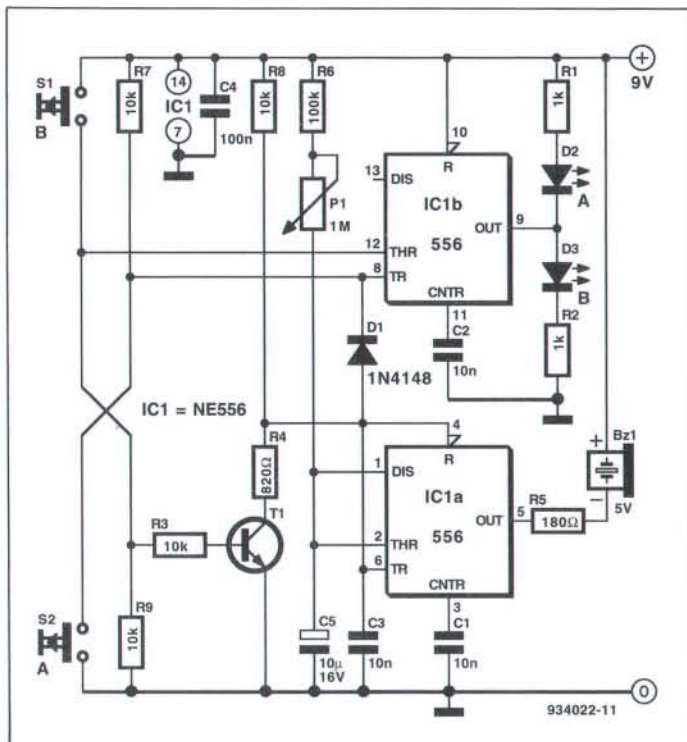 S1
B
R7
10k
14
IC1
7
C4
100n
R8
10k
R6
100k
P1
1M
10
R
13
DIS
IC1b
12
THR
556
OUT
9
8
TR
CNTR
11
C2
10n
R1
1k
D2
A
D3
B
R2
1k
+
9V
D1
1N4148
IC1 = NE556
R4
820Ω
T1
R3
10k
R9
10k
S2
A
4
R
1
DIS
IC1a
2
THR
556
OUT
5
6
TR
CNTR
3
C1
10n
R5
180Ω
Bz1
+
−
5V
C5
10µ
16V
C3
10n
0
934022-11